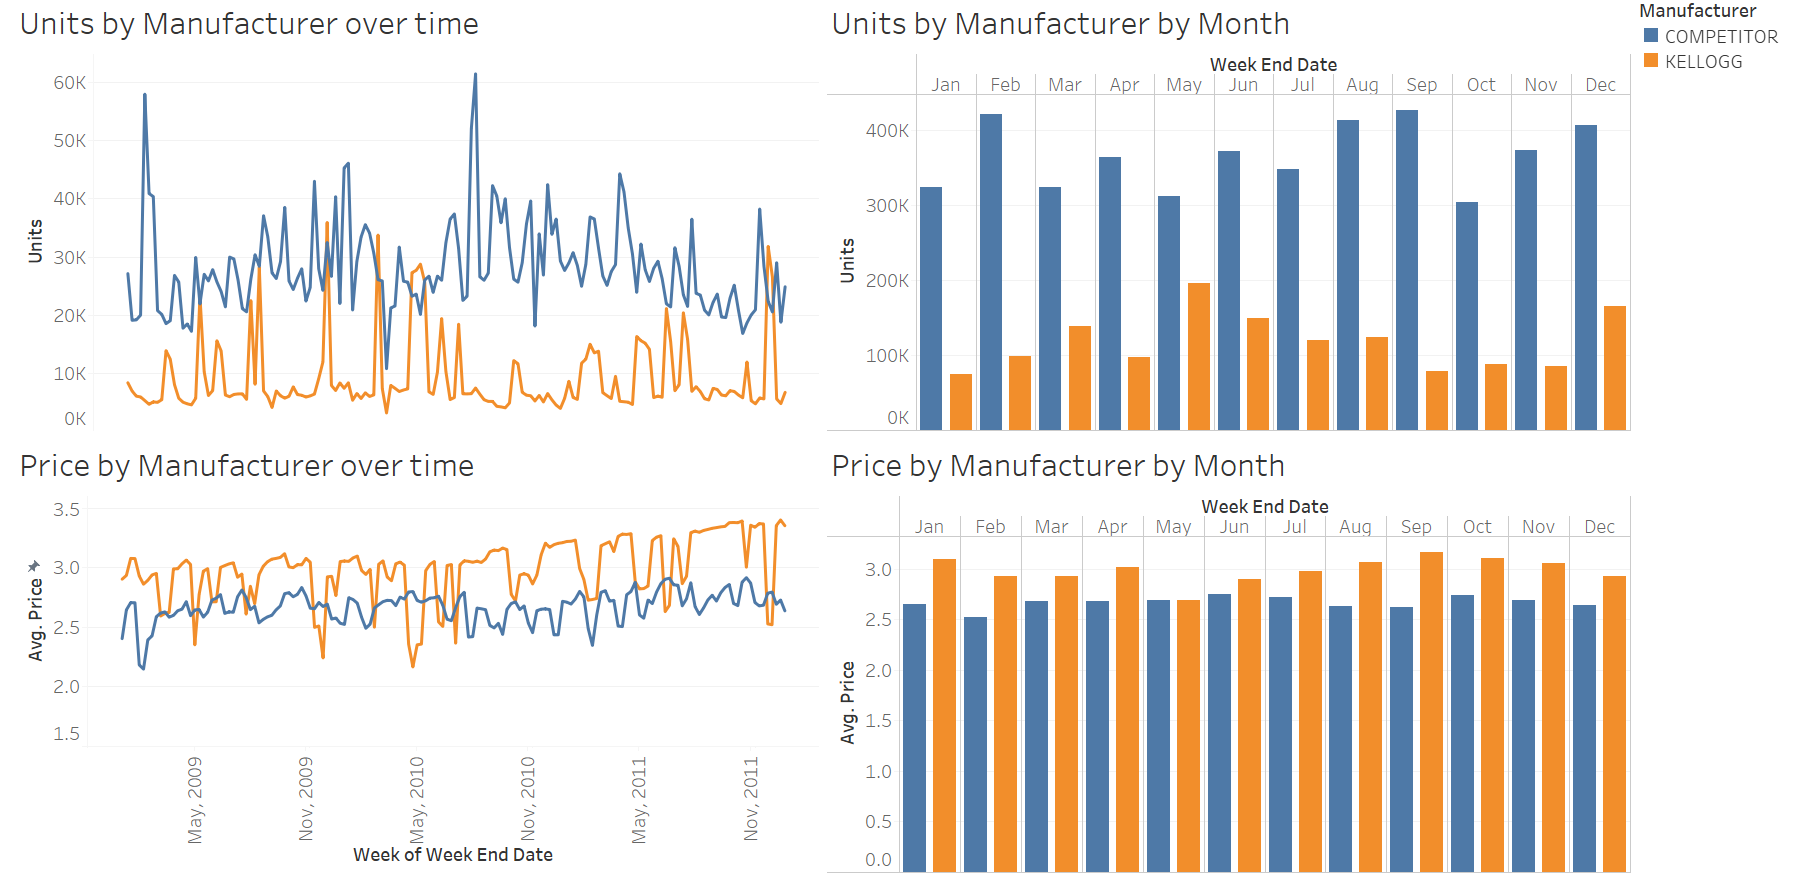 Units by Manufacturer over time
60K
50K
40K
30K
20K
10K
0K
Units
Units by Manufacturer by Month
Week End Date
Jan Feb Mar Apr May Jun Jul Aug Sep Oct Nov Dec
400K
300K
200K
100K
0K
Units
Manufacturer
COMPETITOR
KELLOGG
Price by Manufacturer over time
3.5
3.0
2.5
2.0
1.5
Avg. Price
May, 2009
Nov, 2009
May, 2010
Nov, 2010
May, 2011
Nov, 2011
Week of Week End Date
Price by Manufacturer by Month
Week End Date
Jan Feb Mar Apr May Jun Jul Aug Sep Oct Nov Dec
3.0
2.5
2.0
1.5
1.0
0.5
0.0
Avg. Price